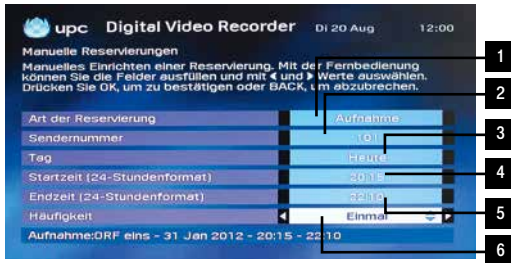 upc Digital Video Recorder Di 20 Aug 12:00
Manuelle Reservierungen
Manuelles Einrichten einer Reservierung. Mit der Fernbedienung
können Sie die Felder ausfüllen und mit ◀ und ▶ Werte auswählen.
Drücken Sie OK, um zu bestätigen oder BACK, um abzubrechen.
Art der Reservierung Aufnahme 1
Sendernummer 101 2
Tag Heute 3
Startzeit (24-Stundenformat) 20:15 4
Endzeit (24-Stundenformat) 22:10 5
Häufigkeit Einmal 6
Aufnahme:ORF eins - 31 Jan 2012 - 20:15 - 22:10